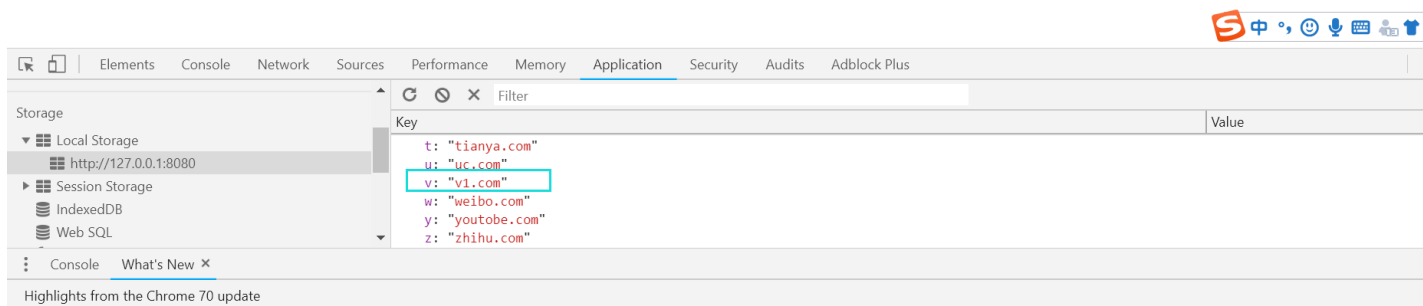 中
Elements Console Network Sources Performance Memory Application Security Audits Adblock Plus
Filter
Storage
Key Value
Local Storage
http://127.0.0.1:8080
Session Storage
IndexedDB
Web SQL
t: "tianya.com"
u: "uc.com"
v: "v1.com"
w: "weibo.com"
y: "youtobe.com"
z: "zhihu.com"
Console What's New ×
Highlights from the Chrome 70 update